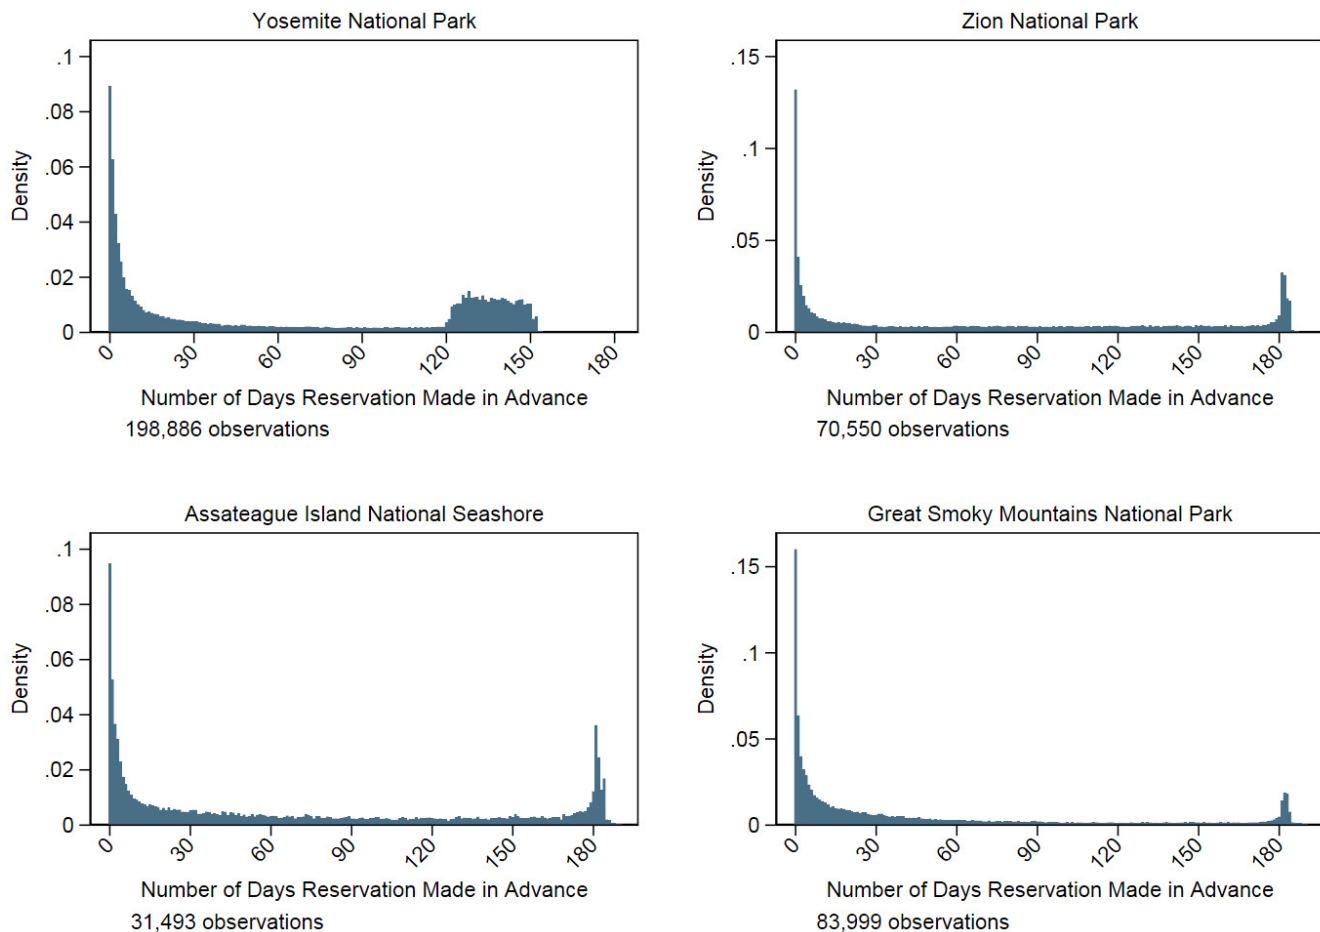 Yosemite National Park
.1
.08
.06
.04
.02
0
Density
0 30 60 90 120 150 180
Number of Days Reservation Made in Advance
198,886 observations
Zion National Park
.15
.1
.05
0
Density
0 30 60 90 120 150 180
Number of Days Reservation Made in Advance
70,550 observations
Assateague Island National Seashore
.1
.08
.06
.04
.02
0
Density
0 30 60 90 120 150 180
Number of Days Reservation Made in Advance
31,493 observations
Great Smoky Mountains National Park
.15
.1
.05
0
Density
0 30 60 90 120 150 180
Number of Days Reservation Made in Advance
83,999 observations